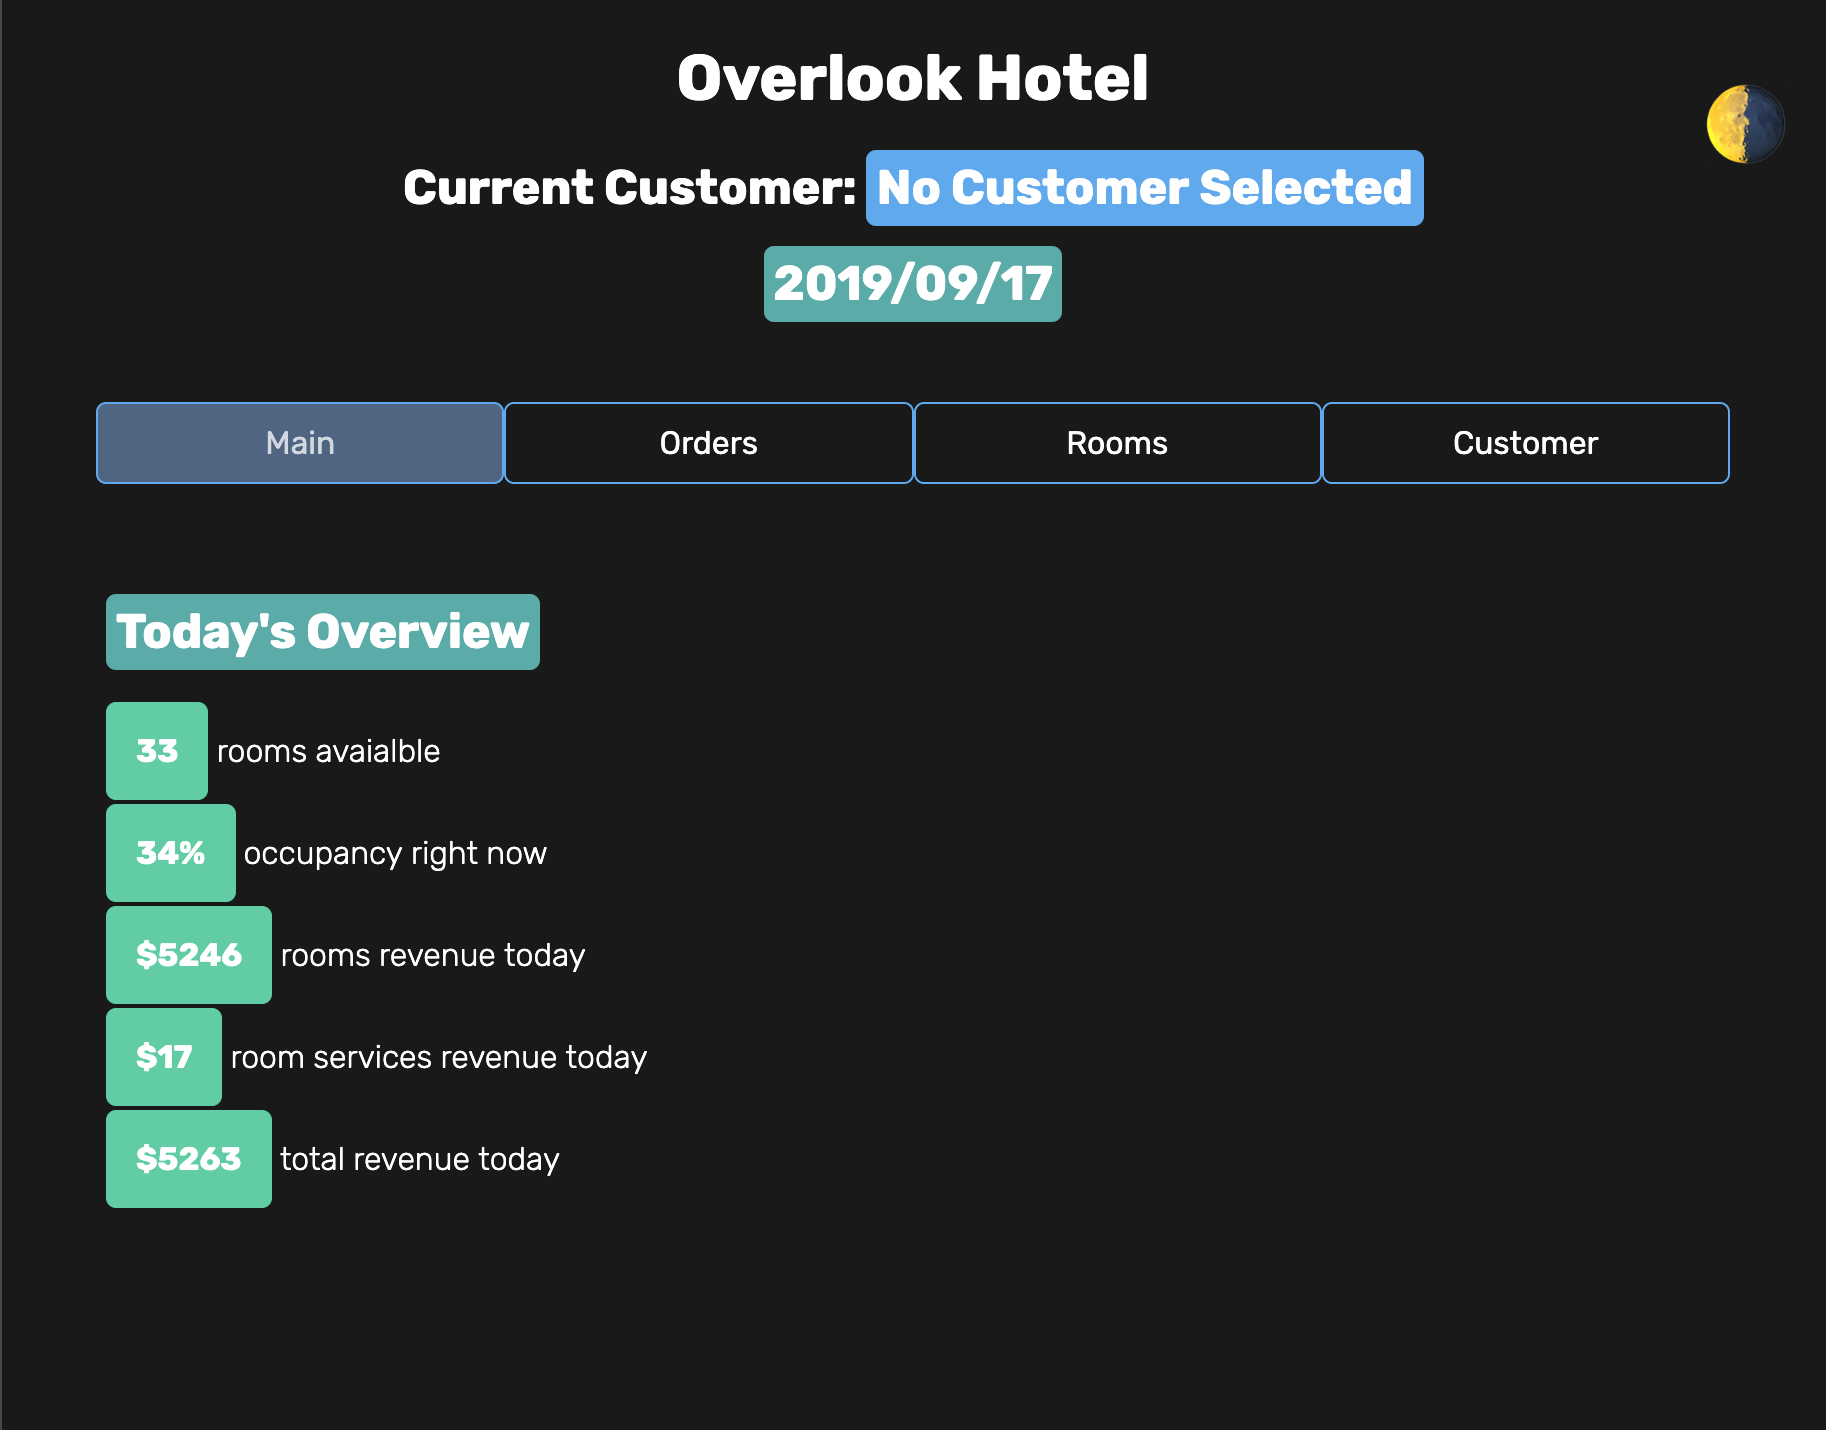 Overlook Hotel
Current Customer: No Customer Selected
2019/09/17
Main Orders Rooms Customer
Today's Overview
33 rooms avaialble
34% occupancy right now
$5246 rooms revenue today
$17 room services revenue today
$5263 total revenue today